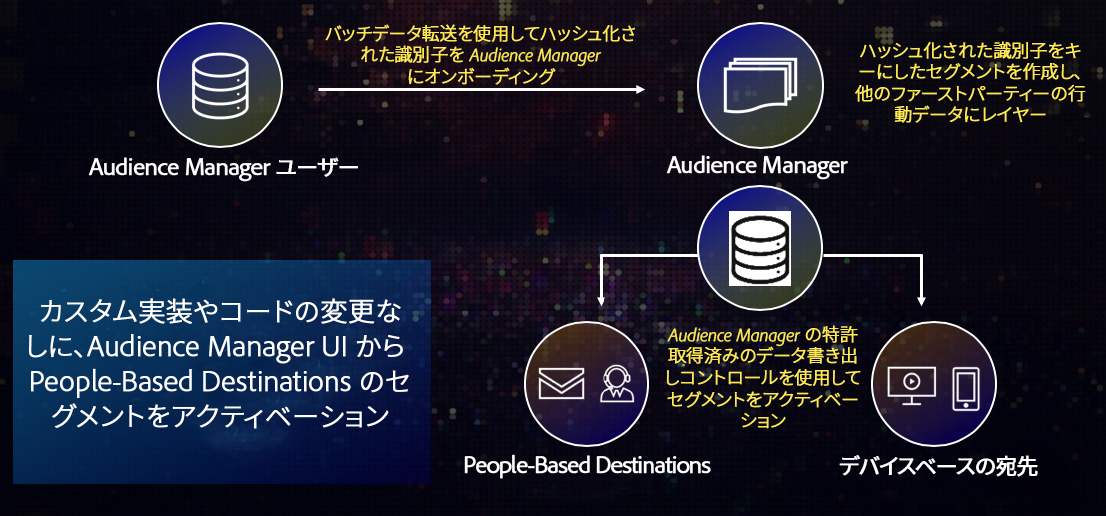 バッチデータ転送を使用してハッシュ化さ
れた識別子を Audience Manager
にオンボーディング
ハッシュ化された識別子をキ
ーにしたセグメントを作成し、
他のファーストパーティーの行
動データにレイヤー
Audience Manager ユーザー
Audience Manager
カスタム実装やコードの変更な
しに、Audience Manager UI から
People-Based Destinations のセ
グメントをアクティベーション
Audience Manager の特許
取得済みのデータ書き出
しコントロールを使用して
セグメントをアクティベー
ション
People-Based Destinations
デバイスベースの宛先